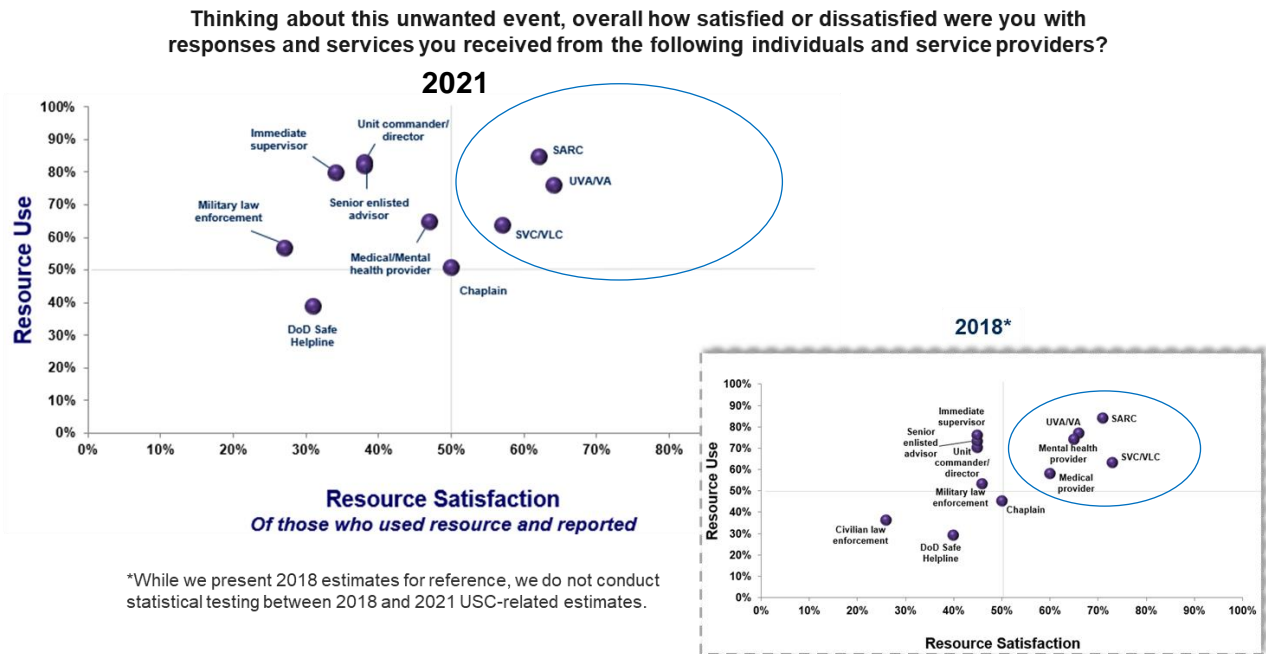 Thinking about this unwanted event, overall how satisfied or dissatisfied were you with
responses and services you received from the following individuals and service providers?
2021
Resource Use
100%
90%
80%
70%
60%
50%
40%
30%
20%
10%
0%
Immediate
supervisor
Unit commander/
director
Senior enlisted
advisor
Military law
enforcement
Medical/Mental
health provider
SARC
UVA/VA
SVC/VLC
Chaplain
DoD Safe
Helpline
0%
10%
20%
30%
40%
50%
60%
70%
80%
Resource Satisfaction
Of those who used resource and reported
*While we present 2018 estimates for reference, we do not conduct
statistical testing between 2018 and 2021 USC-related estimates.
2018*
Resource Use
100%
90%
80%
70%
60%
50%
40%
30%
20%
10%
0%
Immediate
supervisor
Senior
enlisted
advisor
Unit
commander/
director
Military law
enforcement
UVA/VA
SARC
Mental health
provider
SVC/VLC
Medical
provider
Chaplain
Civilian law
enforcement
DoD Safe
Helpline
0%
10%
20%
30%
40%
50%
60%
70%
80%
90%
100%
Resource Satisfaction